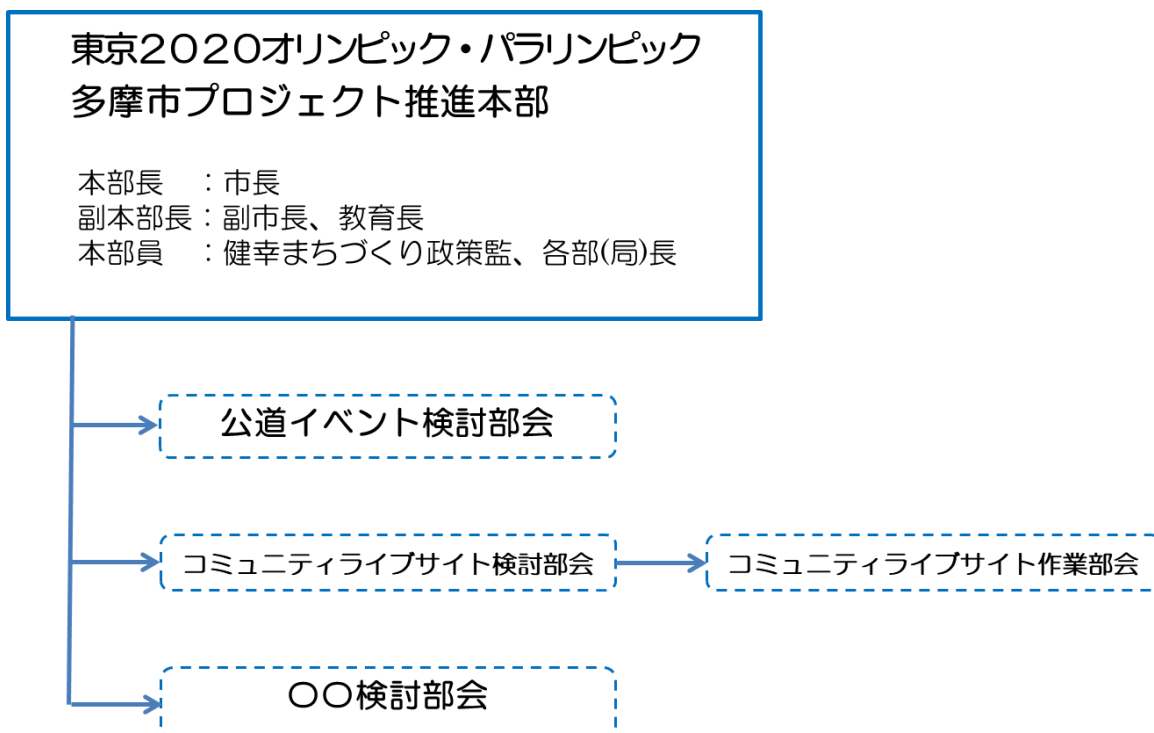 東京2020オリンピック・パラリンピック
多摩市プロジェクト推進本部
本部長　：市長
副本部長：副市長、教育長
本部員　：健幸まちづくり政策監、各部(局)長
公道イベント検討部会
コミュニティライブサイト検討部会
コミュニティライブサイト作業部会
〇〇検討部会